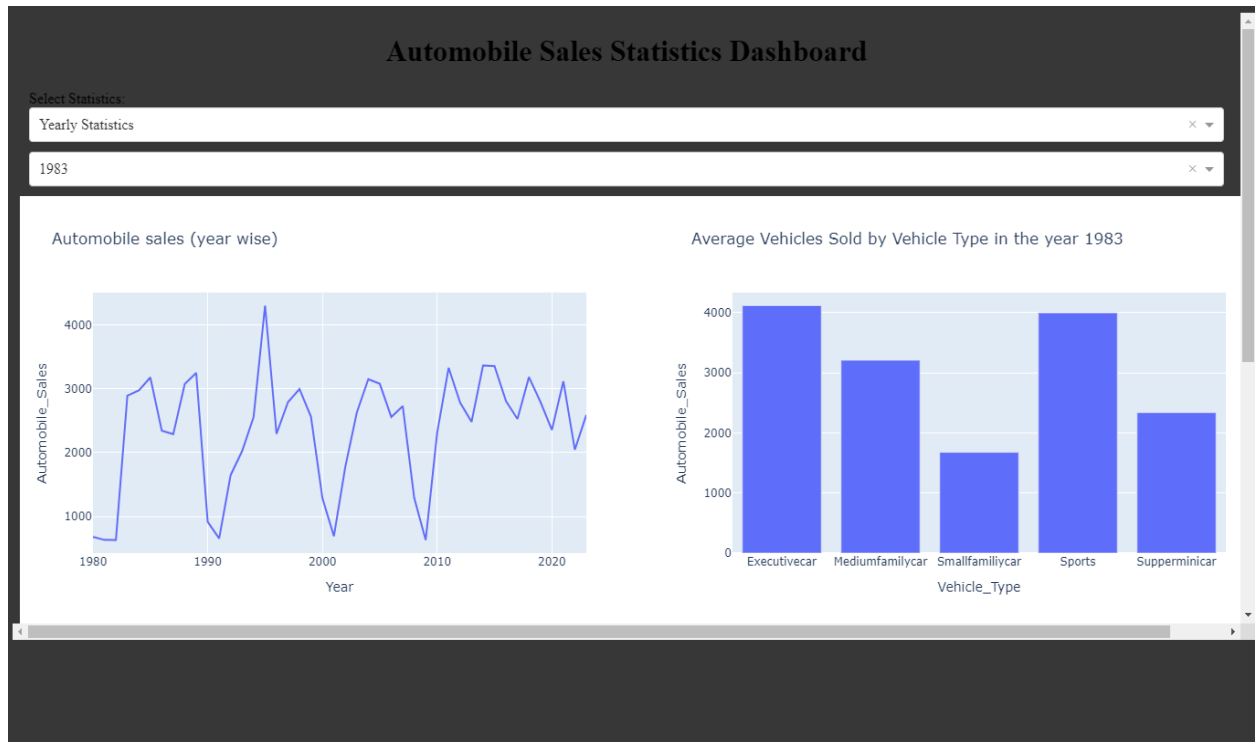 Automobile Sales Statistics Dashboard
Select Statistics:
Yearly Statistics
1983
Automobile sales (year wise)
4000
3000
2000
1000
Automobile_Sales
1980 1990 2000 2010 2020
Year
Average Vehicles Sold by Vehicle Type in the year 1983
4000
3000
2000
1000
0
Automobile_Sales
Executivecar Mediumfamilycar Smallfamiliycar Sports Supperminicar
Vehicle_Type